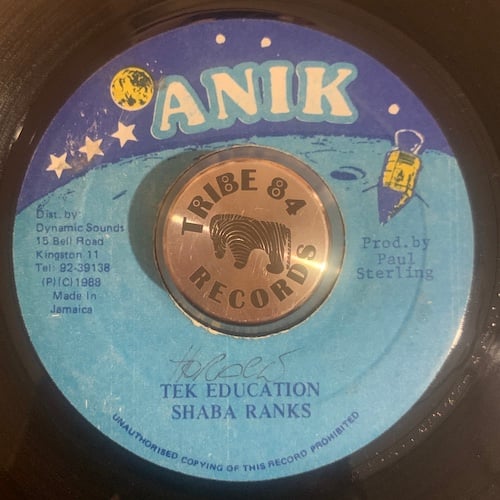 ANIK
TRIBE 84
RECORDS
Dist. by
Dynamic Sounds
15 Bell Road
Kingston 11
Tel: 92-39138
(P)(C)1988
Made In
Jamaica
Prod.by
Paul
Sterling
TEK EDUCATION
SHABA RANKS
UNAUTHORISED COPYING OF THIS RECORD PROHIBITED